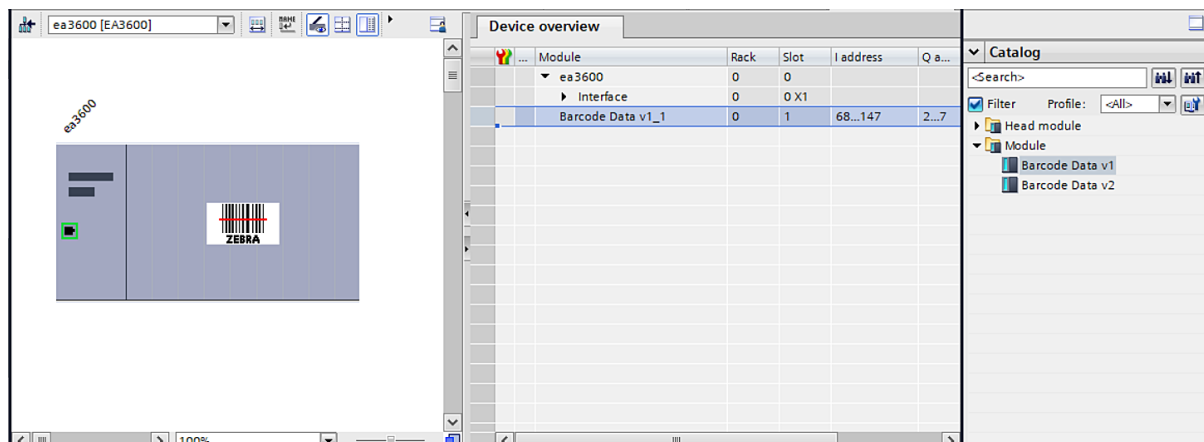 ea3600 [EA3600]
NAME
ea3600
ZEBRA
100%
Device overview
... Module Rack Slot I address Q a...
ea3600 0 0
Interface 0 0 X1
Barcode Data v1_1 0 1 68...147 2...7
Catalog
<Search>
Filter Profile: <All>
Head module
Module
Barcode Data v1
Barcode Data v2